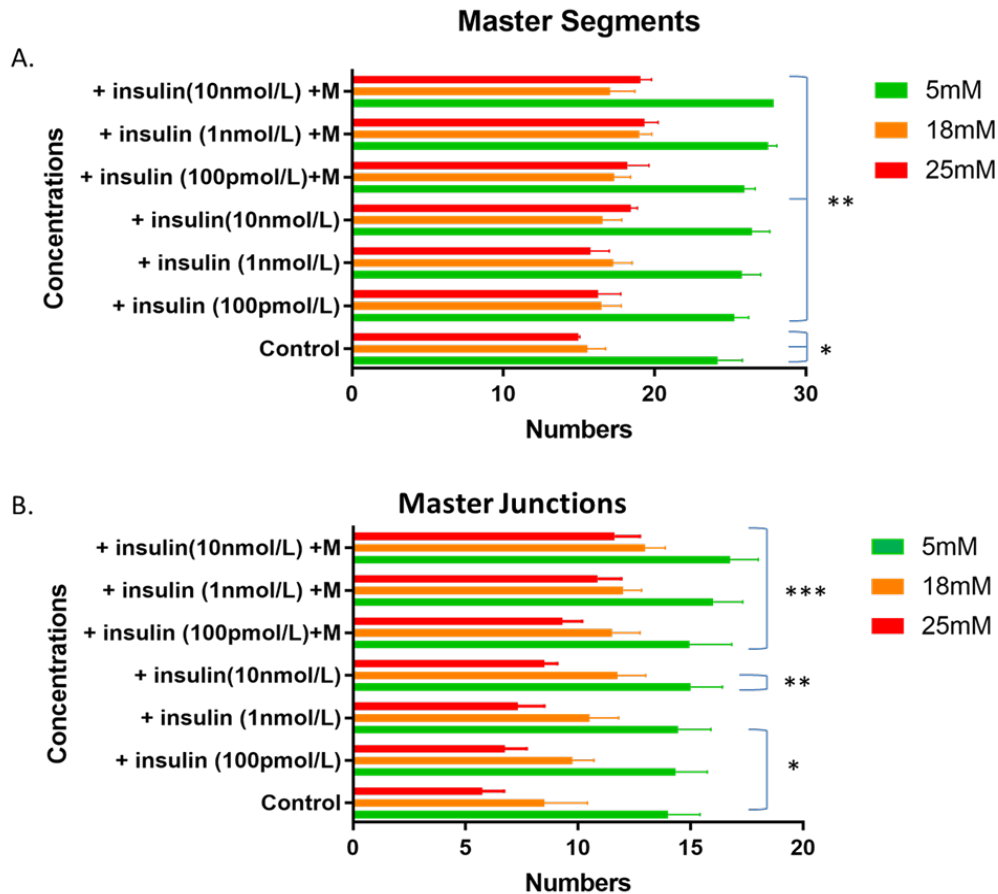 Master Segments
A.
Concentrations
+ insulin(10nmol/L) +M
+ insulin (1nmol/L) +M
+ insulin (100pmol/L)+M
+ insulin(10nmol/L)
+ insulin (1nmol/L)
+ insulin (100pmol/L)
Control
0 10 20 30
Numbers
5mM
18mM
25mM
**
*
B.
Master Junctions
Concentrations
+ insulin(10nmol/L) +M
+ insulin (1nmol/L) +M
+ insulin (100pmol/L)+M
+ insulin(10nmol/L)
+ insulin (1nmol/L)
+ insulin (100pmol/L)
Control
0 5 10 15 20
Numbers
5mM
18mM
25mM
***
**
*